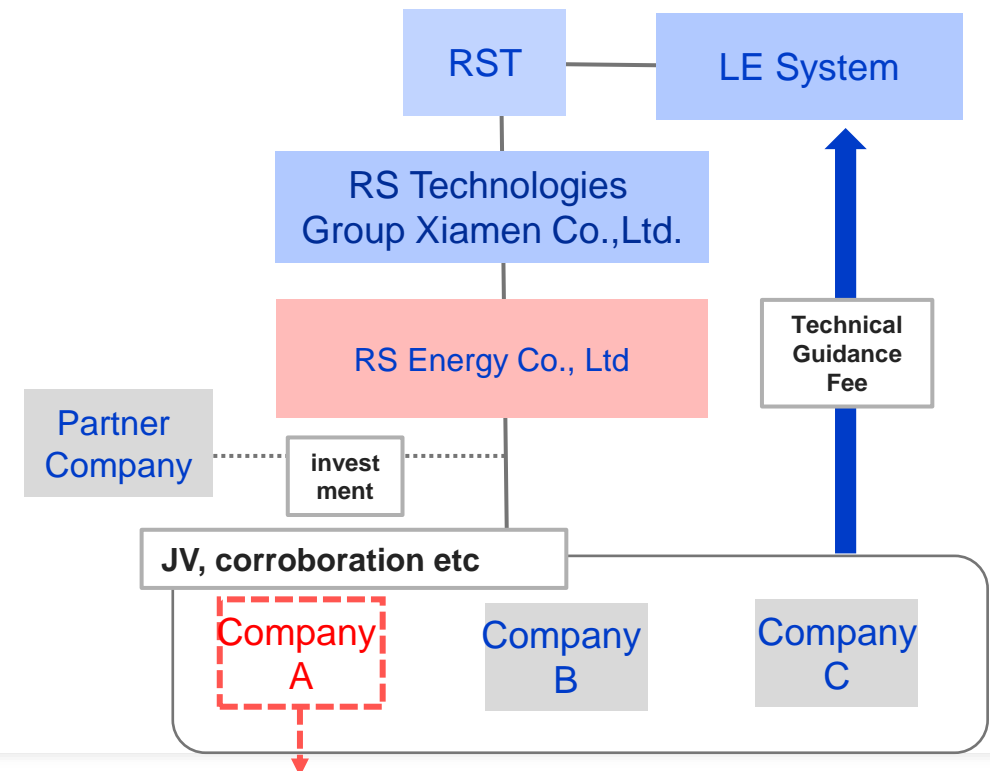 RST
LE System
RS Technologies
Group Xiamen Co.,Ltd.
RS Energy Co., Ltd
Technical
Guidance
Fee
Partner
Company
invest
ment
JV, corroboration etc
Company
A
Company
B
Company
C